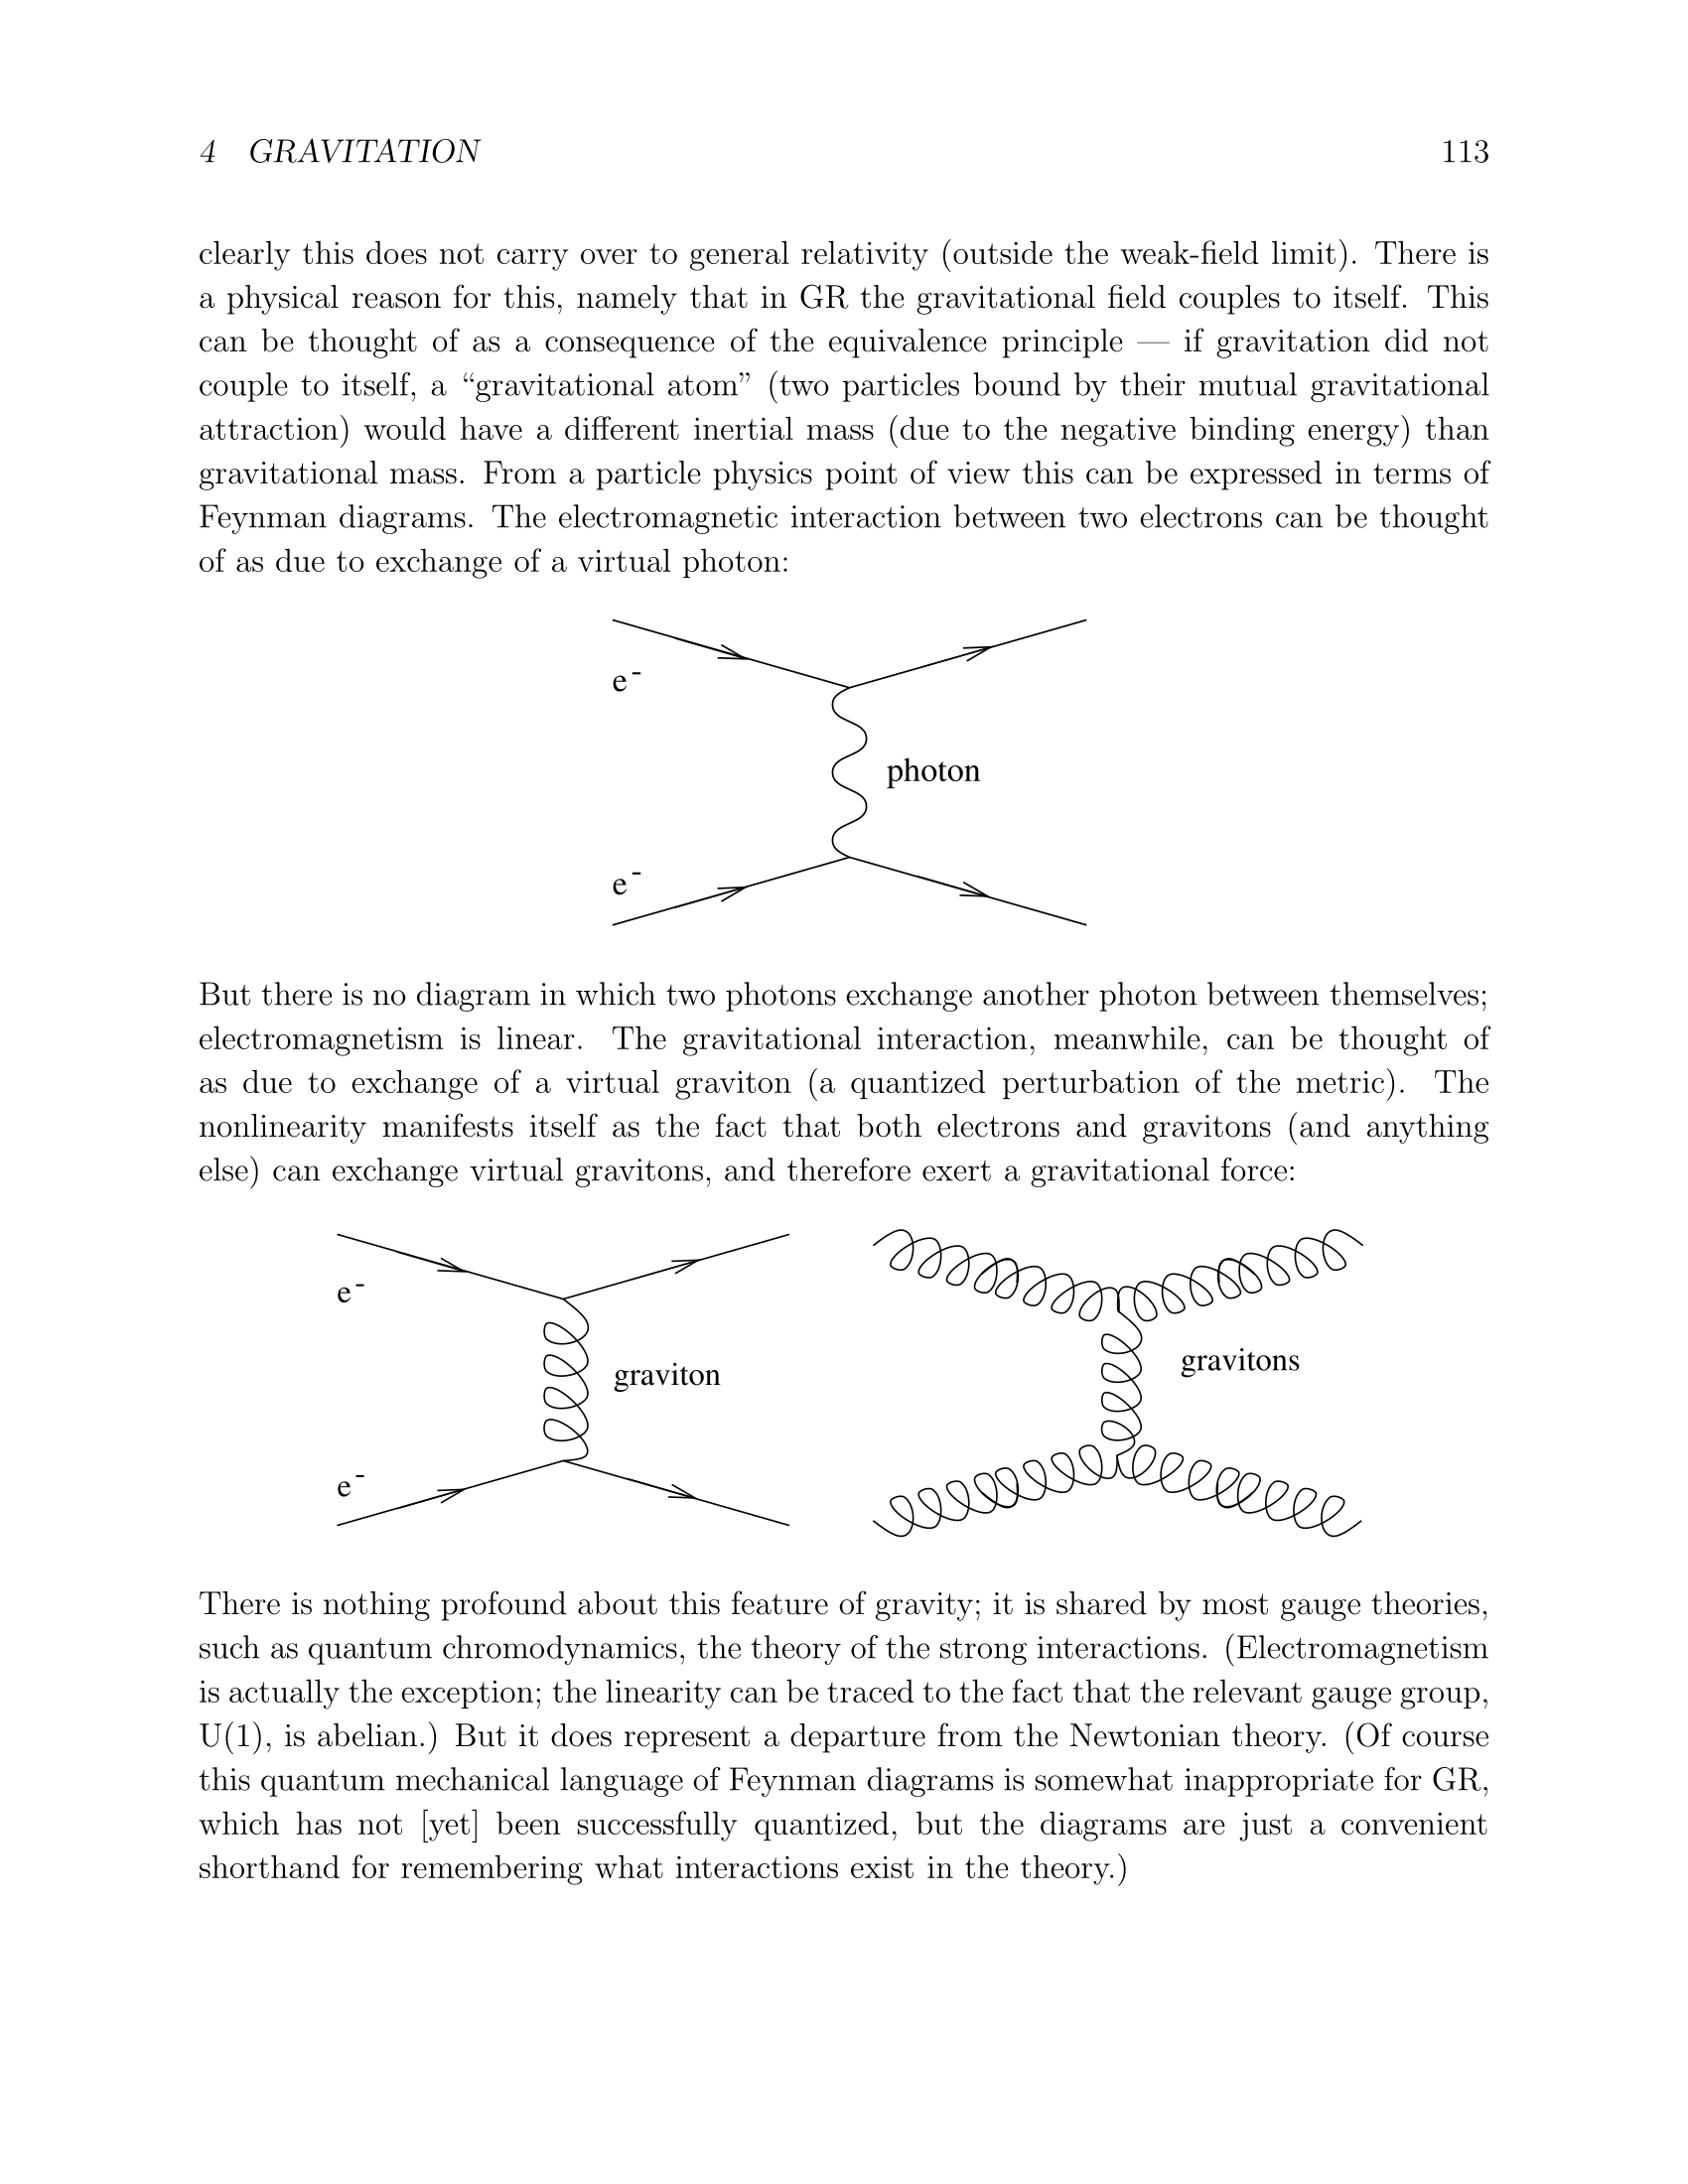 4 GRAVITATION 113
clearly this does not carry over to general relativity (outside the weak-field limit). There is
a physical reason for this, namely that in GR the gravitational field couples to itself. This
can be thought of as a consequence of the equivalence principle — if gravitation did not
couple to itself, a “gravitational atom” (two particles bound by their mutual gravitational
attraction) would have a different inertial mass (due to the negative binding energy) than
gravitational mass. From a particle physics point of view this can be expressed in terms of
Feynman diagrams. The electromagnetic interaction between two electrons can be thought
of as due to exchange of a virtual photon:
e-
photon
e-
But there is no diagram in which two photons exchange another photon between themselves;
electromagnetism is linear. The gravitational interaction, meanwhile, can be thought of
as due to exchange of a virtual graviton (a quantized perturbation of the metric). The
nonlinearity manifests itself as the fact that both electrons and gravitons (and anything
else) can exchange virtual gravitons, and therefore exert a gravitational force:
e-
graviton
e-
gravitons
There is nothing profound about this feature of gravity; it is shared by most gauge theories,
such as quantum chromodynamics, the theory of the strong interactions. (Electromagnetism
is actually the exception; the linearity can be traced to the fact that the relevant gauge group,
U(1), is abelian.) But it does represent a departure from the Newtonian theory. (Of course
this quantum mechanical language of Feynman diagrams is somewhat inappropriate for GR,
which has not [yet] been successfully quantized, but the diagrams are just a convenient
shorthand for remembering what interactions exist in the theory.)